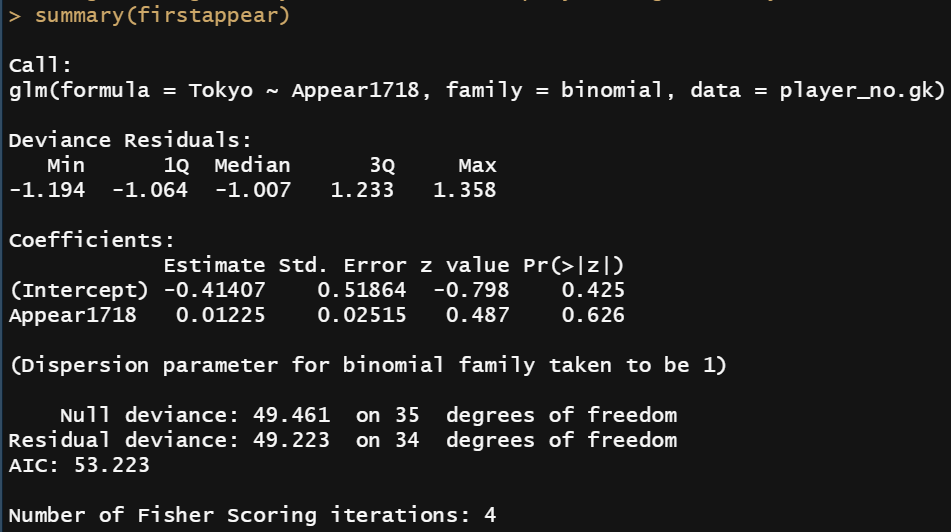 > summary(firstappear)
Call:
glm(formula = Tokyo ~ Appear1718, family = binomial, data = player_no.gk)
Deviance Residuals:
Min 1Q Median 3Q Max
-1.194 -1.064 -1.007 1.233 1.358
Coefficients:
Estimate Std. Error z value Pr(>|z|)
(Intercept) -0.41407 0.51864 -0.798 0.425
Appear1718 0.01225 0.02515 0.487 0.626
(Dispersion parameter for binomial family taken to be 1)
Null deviance: 49.461 on 35 degrees of freedom
Residual deviance: 49.223 on 34 degrees of freedom
AIC: 53.223
Number of Fisher Scoring iterations: 4